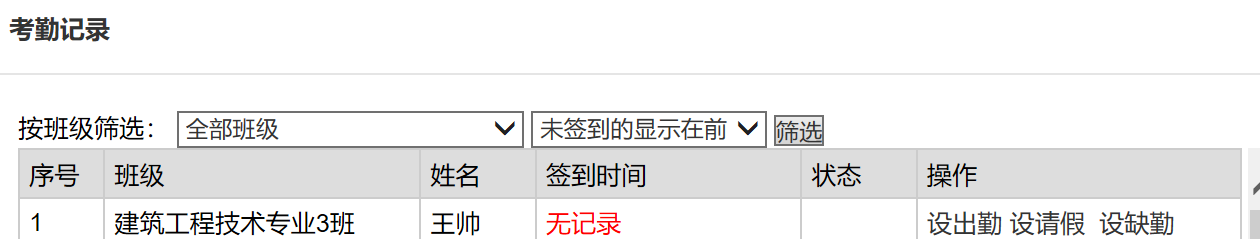 考勤记录
按班级筛选： 全部班级 未签到的显示在前 筛选
序号 班级 姓名 签到时间 状态 操作
1 建筑工程技术专业3班 王帅 无记录 设出勤 设请假 设缺勤